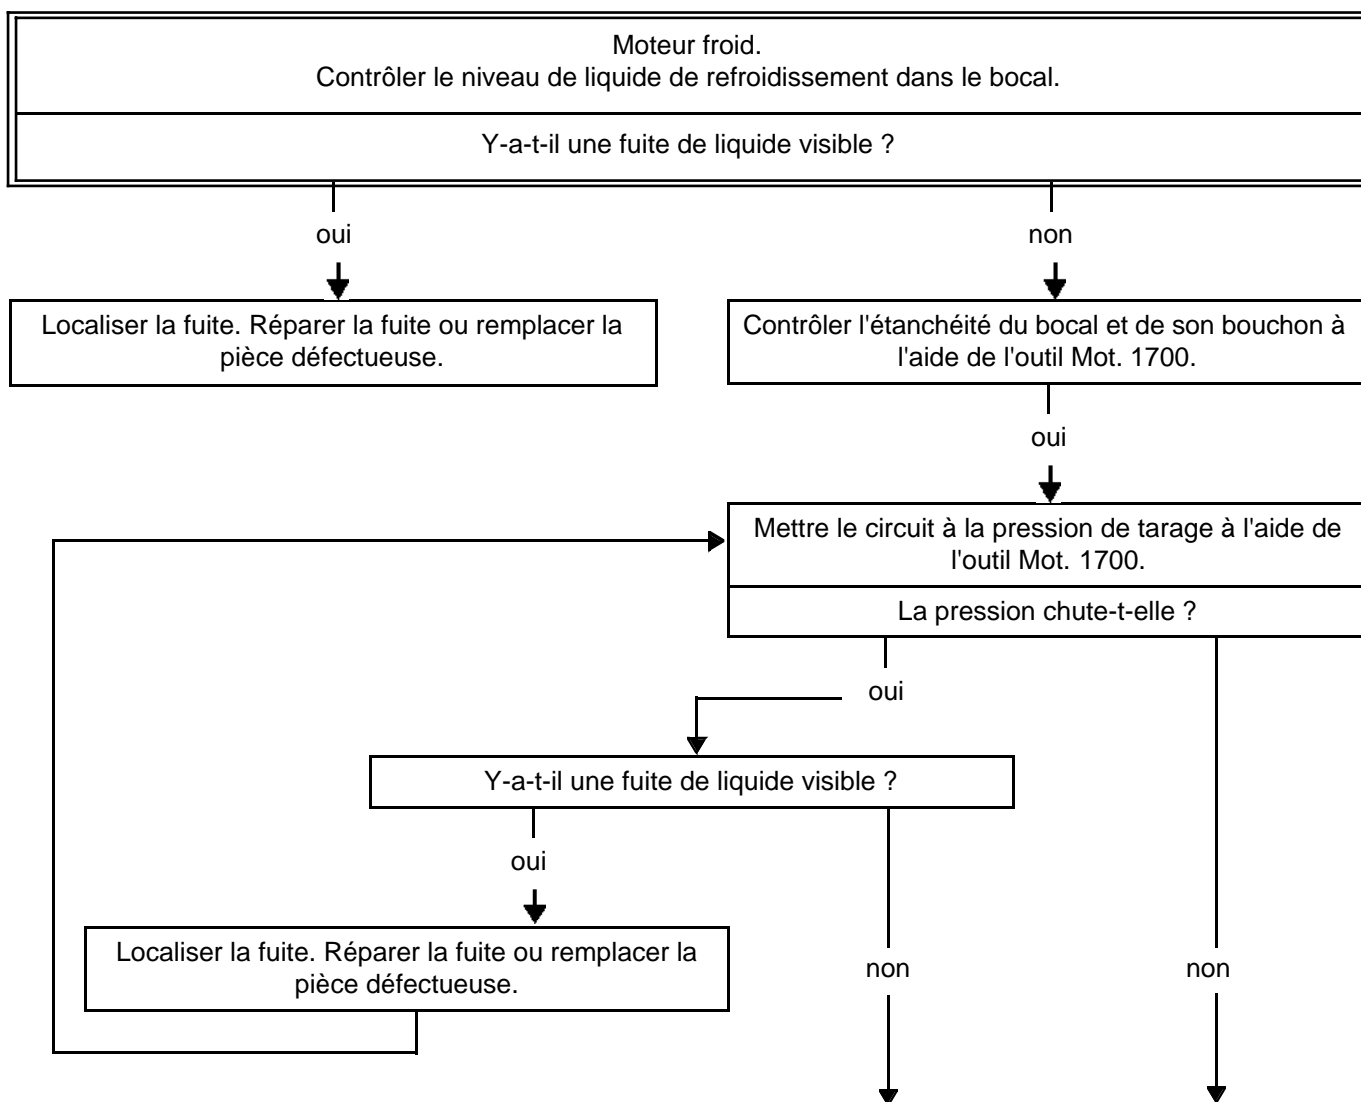 Moteur froid.
Contrôler le niveau de liquide de refroidissement dans le bocal.
Y-a-t-il une fuite de liquide visible ?
oui
non
Localiser la fuite. Réparer la fuite ou remplacer la
pièce défectueuse.
Contrôler l'étanchéité du bocal et de son bouchon à
l'aide de l'outil Mot. 1700.
oui
Mettre le circuit à la pression de tarage à l'aide de
l'outil Mot. 1700.
La pression chute-t-elle ?
oui
Y-a-t-il une fuite de liquide visible ?
oui
Localiser la fuite. Réparer la fuite ou remplacer la
pièce défectueuse.
non
non